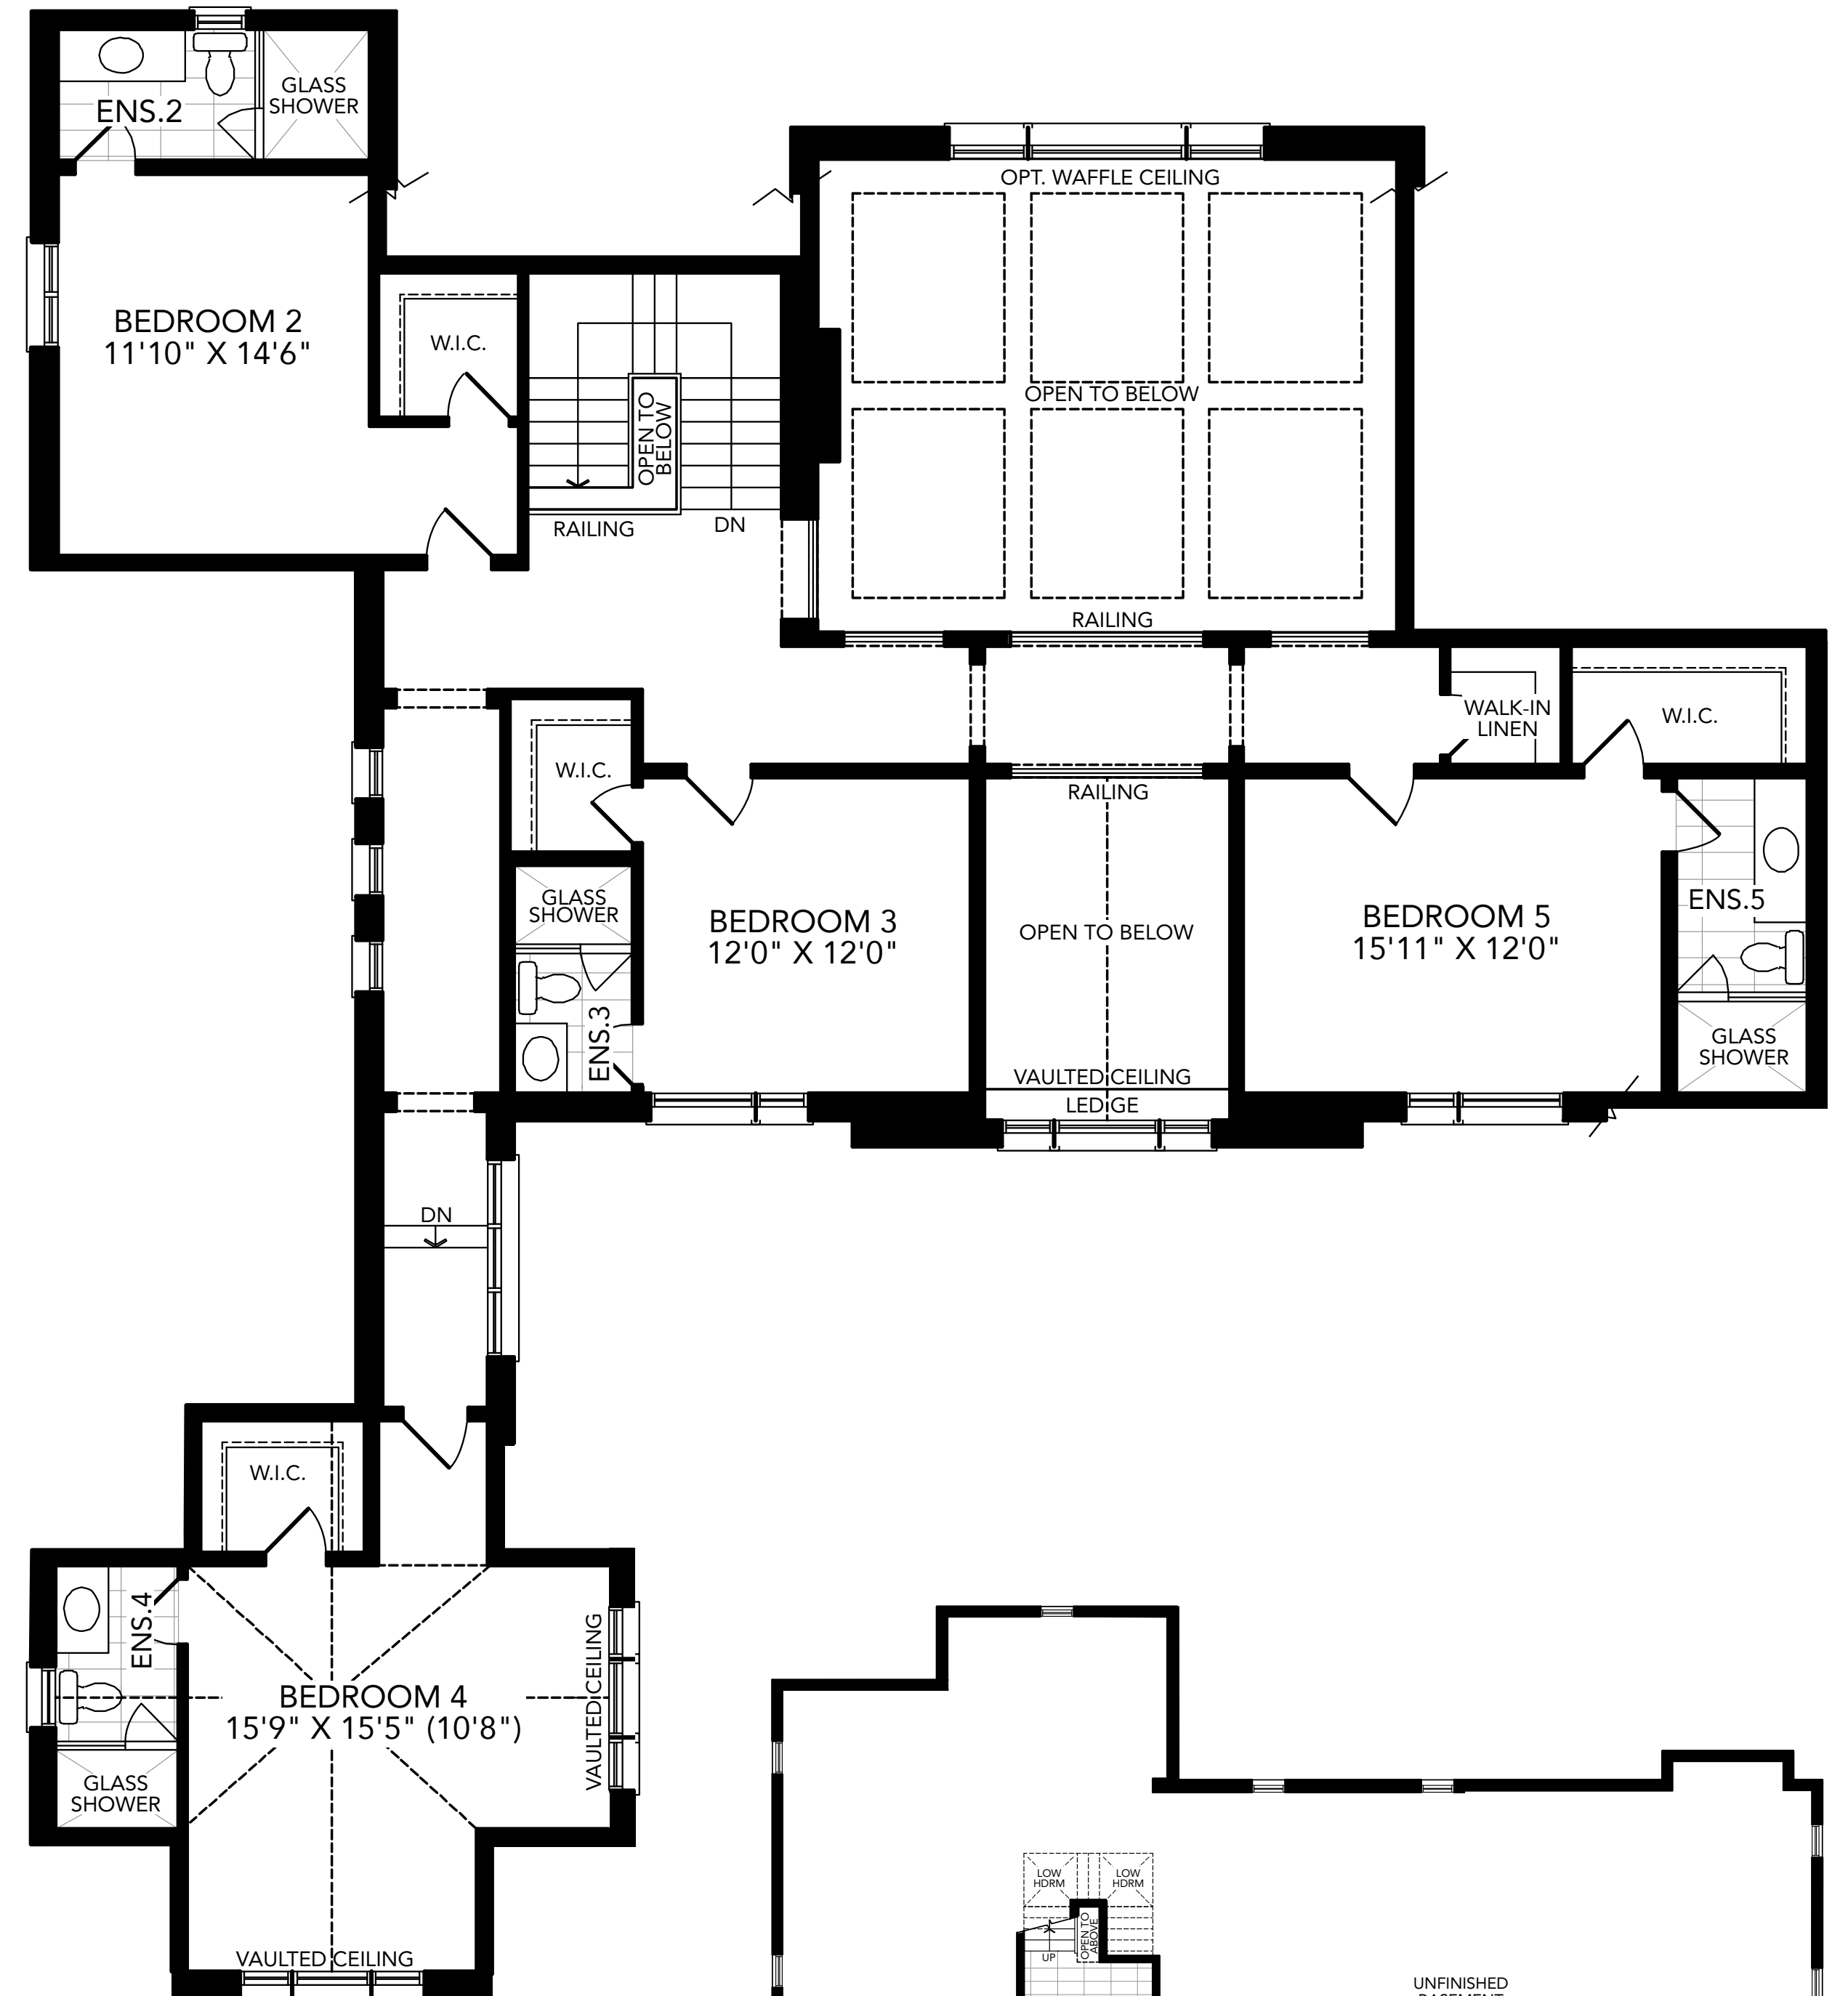 GLASS
SHOWER
ENS.2
OPT. WAFFLE CEILING
BEDROOM 2
11'10" X 14'6"
W.I.C.
OPEN TO
BELOW
OPEN TO BELOW
RAILING
DN
RAILING
WALK-IN
LINEN
W.I.C.
W.I.C.
RAILING
GLASS
SHOWER
BEDROOM 3
12'0" X 12'0"
OPEN TO BELOW
BEDROOM 5
15'11" X 12'0"
ENS.5
ENS.3
GLASS
SHOWER
VAULTED CEILING
LEDGE
DN
W.I.C.
ENS.4
VAULTED CEILING
BEDROOM 4
15'9" X 15'5" (10'8")
GLASS
SHOWER
VAULTED CEILING
LOW
HDRM
LOW
HDRM
OPEN TO
ABOVE
UP
UNFINISHED